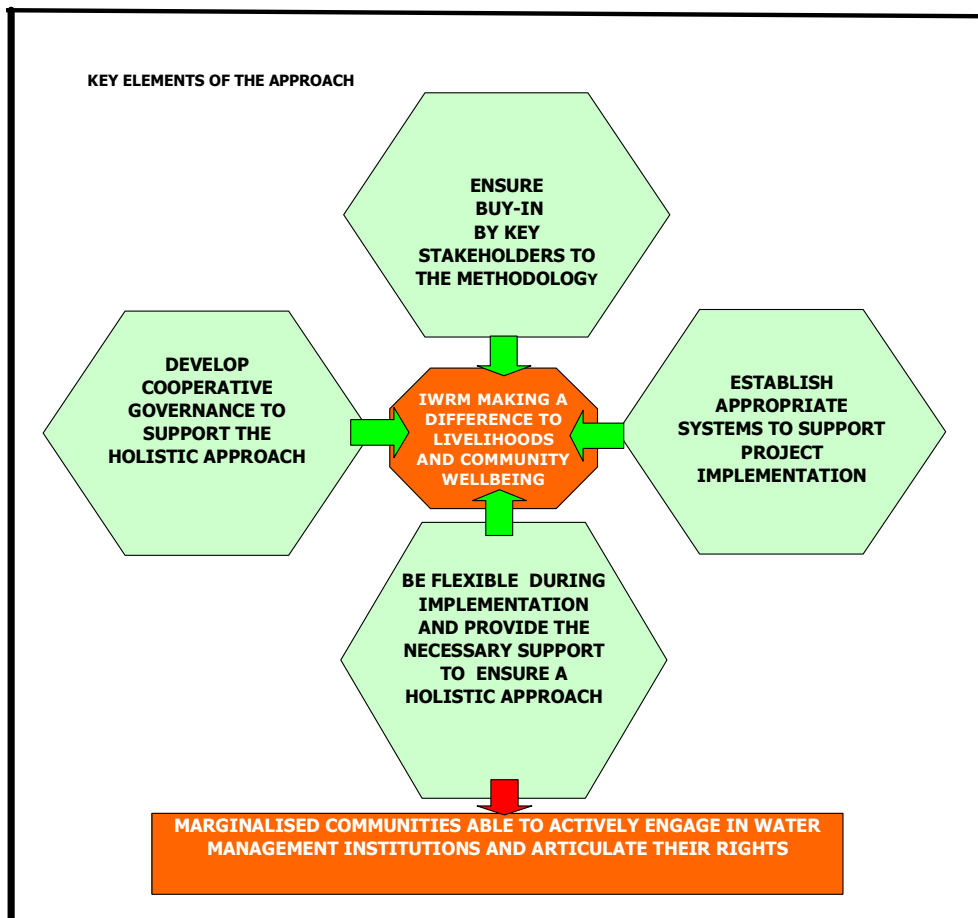 KEY ELEMENTS OF THE APPROACH
ENSURE
BUY-IN
BY KEY
STAKEHOLDERS TO
THE METHODOLOGY
DEVELOP
COOPERATIVE
GOVERNANCE TO
SUPPORT THE
HOLISTIC APPROACH
IWRM MAKING A
DIFFERENCE TO
LIVELIHOODS
AND COMMUNITY
WELLBEING
ESTABLISH
APPROPRIATE
SYSTEMS TO SUPPORT
PROJECT
IMPLEMENTATION
BE FLEXIBLE DURING
IMPLEMENTATION
AND PROVIDE THE
NECESSARY SUPPORT
TO ENSURE A
HOLISTIC APPROACH
MARGINALISED COMMUNITIES ABLE TO ACTIVELY ENGAGE IN WATER
MANAGEMENT INSTITUTIONS AND ARTICULATE THEIR RIGHTS